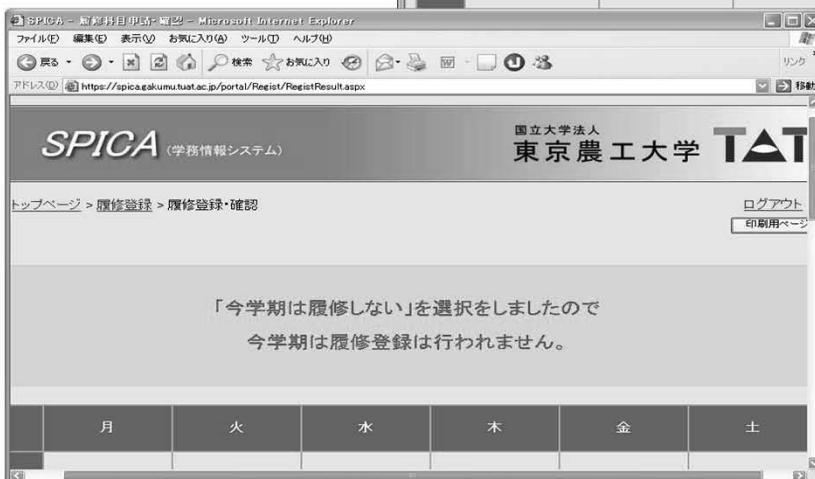 SPICA - 履修科目申請・確認 - Microsoft Internet Explorer
ファイル(F) 編集(E) 表示(V) お気に入り(A) ツール(T) ヘルプ(H)
戻る 検索 お気に入り リンク
アドレス(D) https://spica.gakumu.tuat.ac.jp/portal/Regist/RegistResult.aspx 移動
SPICA (学務情報システム) 国立大学法人
東京農工大学 TAT
トップページ > 履修登録 > 履修登録・確認 ログアウト
印刷用ページ
「今学期は履修しない」を選択をしましたので
今学期は履修登録は行われません。
月 火 水 木 金 土